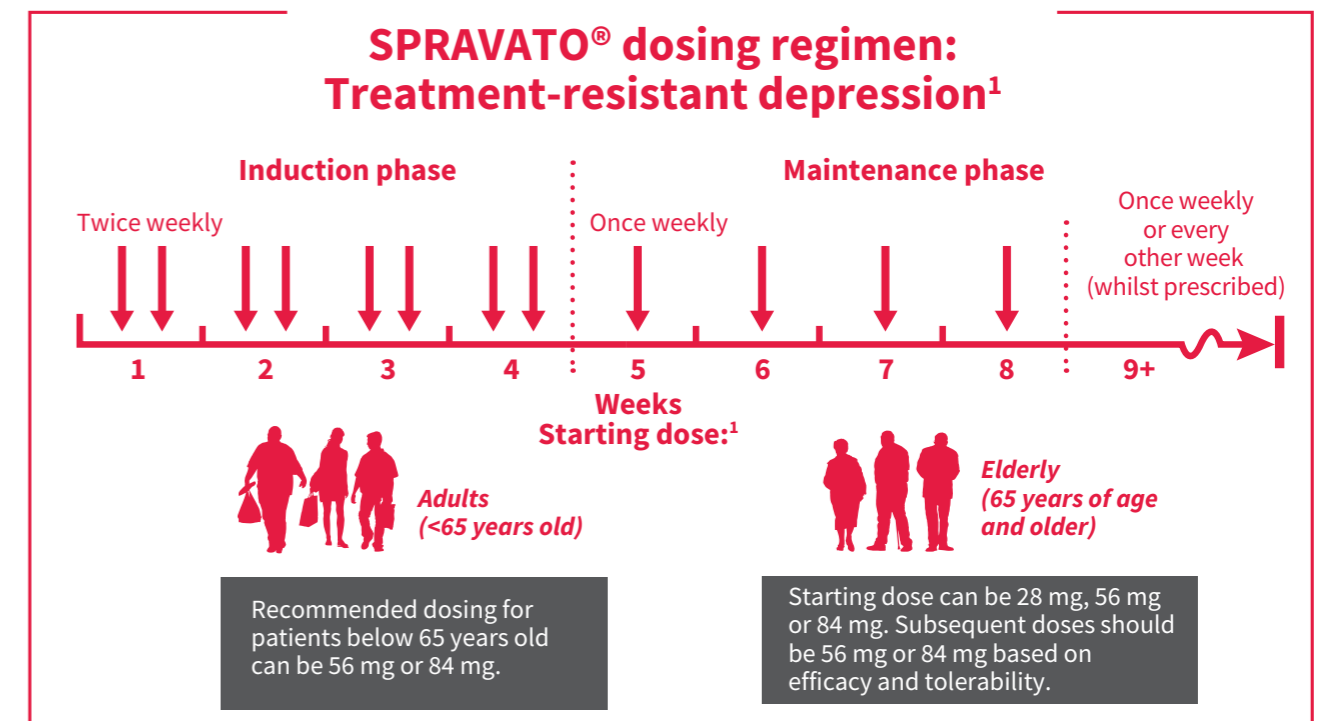 SPRAVATO® dosing regimen:
Treatment-resistant depression¹
Induction phase
Maintenance phase
Twice weekly
Once weekly
Once weekly
or every
other week
(whilst prescribed)
1 2 3 4 5 6 7 8 9+
Weeks
Starting dose:¹
Adults
(<65 years old)
Recommended dosing for
patients below 65 years old
can be 56 mg or 84 mg.
Elderly
(65 years of age
and older)
Starting dose can be 28 mg, 56 mg
or 84 mg. Subsequent doses should
be 56 mg or 84 mg based on
efficacy and tolerability.